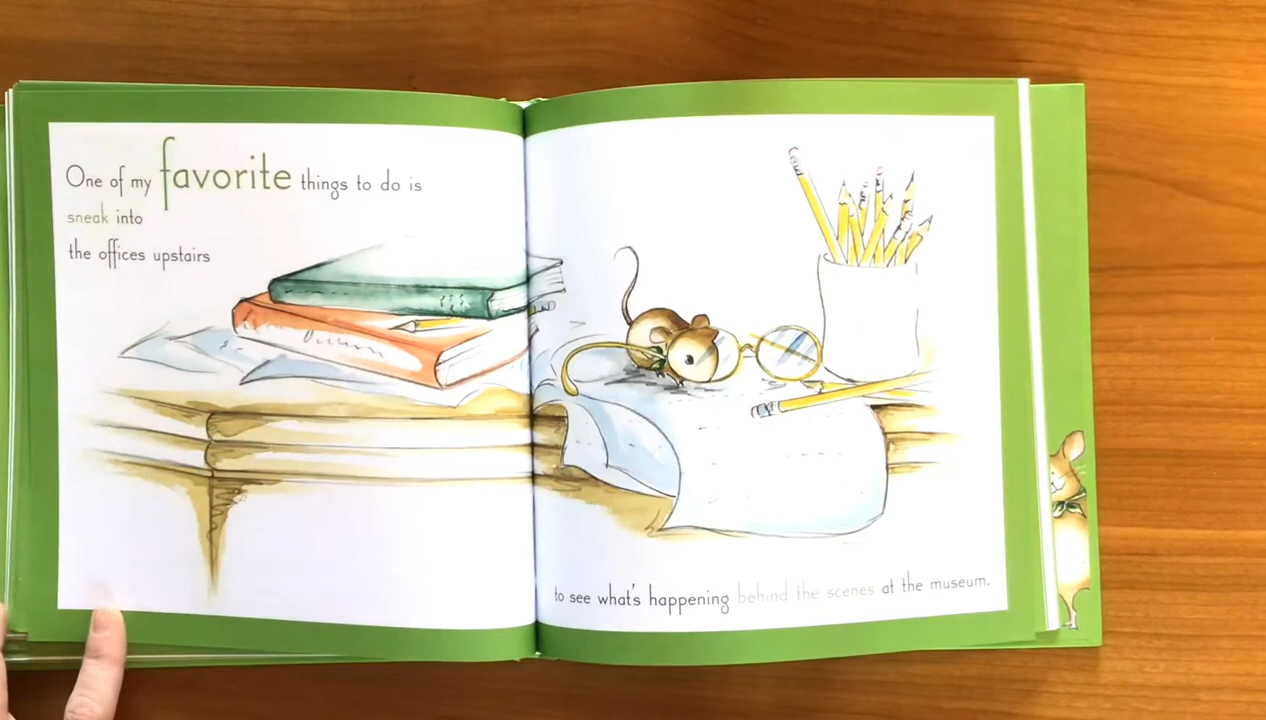 One of my favorite things to do is
sneak into
the offices upstairs
to see what's happening behind the scenes at the museum.